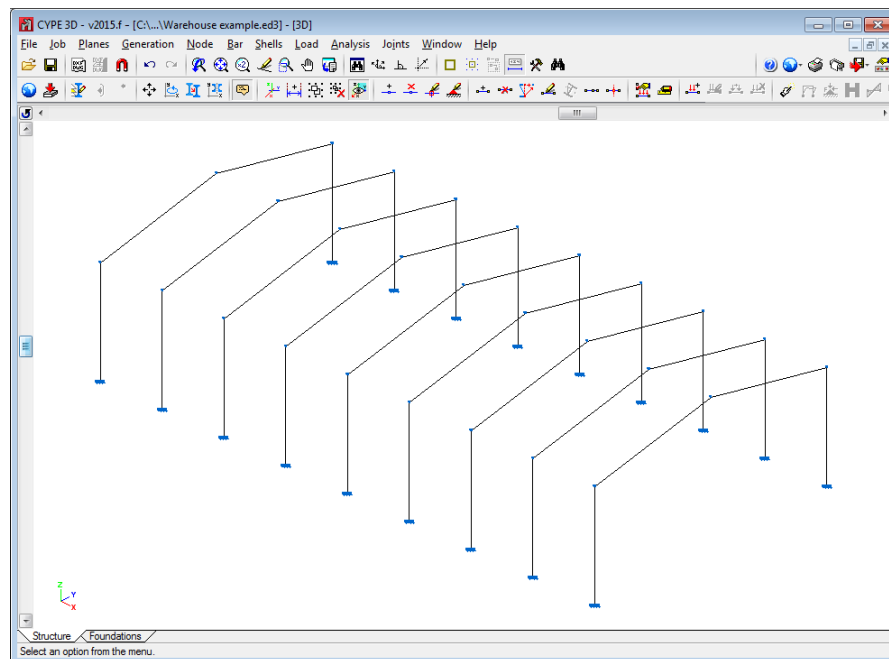 CYPE 3D - v2015.f - [C:\...\Warehouse example.ed3] - [3D]
File Job Planes Generation Node Bar Shells Load Analysis Joints Window Help
Z
Y
X
Structure Foundations
Select an option from the menu.